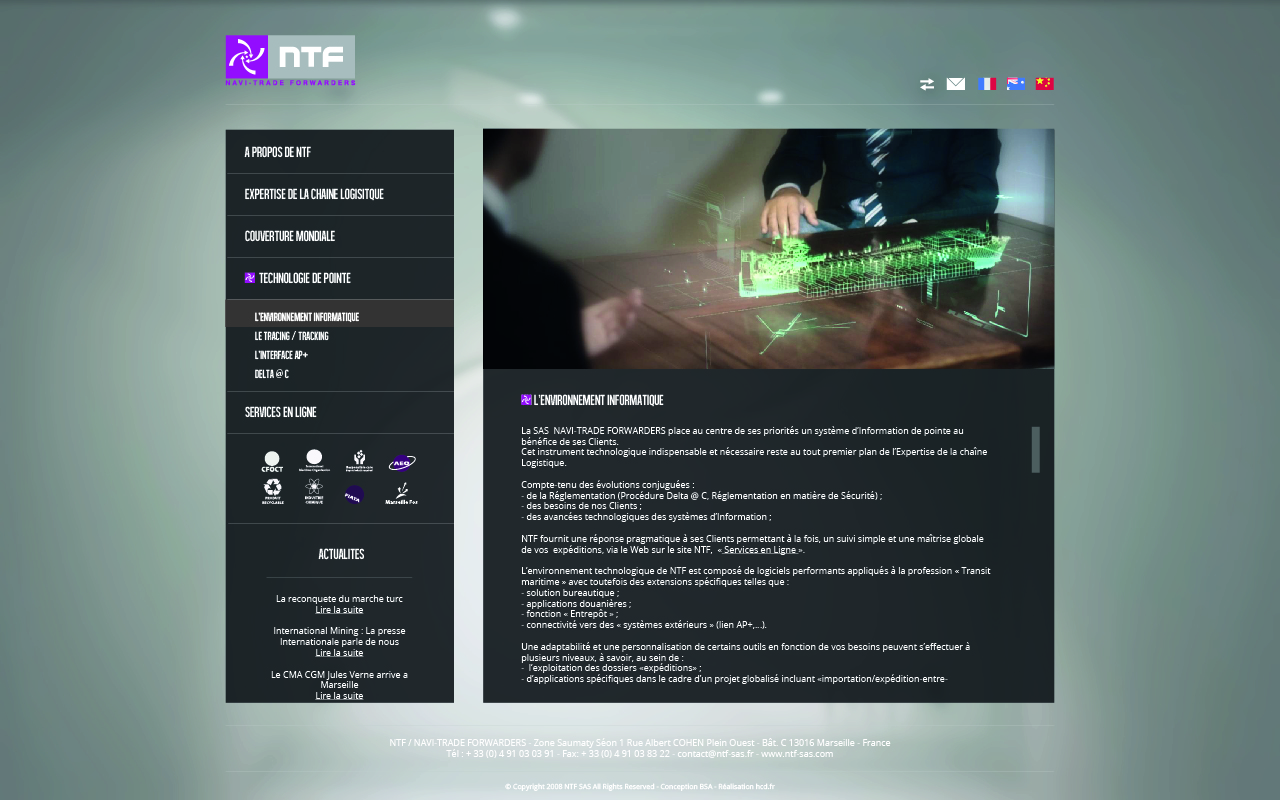 NTF
NAVI-TRADE FORWARDERS
A PROPOS DE NTF
EXPERTISE DE LA CHAINE LOGISITQUE
COUVERTURE MONDIALE
TECHNOLOGIE DE POINTE
L'ENVIRONNEMENT INFORMATIQUE
LE TRACING / TRACKING
L'INTERFACE AP+
DELTA @ C
SERVICES EN LIGNE
CFOCT
AEO
PRODUIT
RECYCLABLE
INDUSTRIE
CHIMIQUE
FIATA
Marseille Fos
ACTUALITES
La reconquete du marche turc
Lire la suite
International Mining : La presse
Internationale parle de nous
Lire la suite
Le CMA CGM Jules Verne arrive a
Marseille
Lire la suite
L'ENVIRONNEMENT INFORMATIQUE
La SAS  NAVI-TRADE FORWARDERS place au centre de ses priorités un système d’Information de pointe au
bénéfice de ses Clients.
Cet instrument technologique indispensable et nécessaire reste au tout premier plan de l’Expertise de la chaîne
Logistique.
Compte-tenu des évolutions conjuguées :
- de la Réglementation (Procédure Delta @ C, Réglementation en matière de Sécurité) ;
- des besoins de nos Clients ;
- des avancées technologiques des systèmes d’Information ;
NTF fournit une réponse pragmatique à ses Clients permettant à la fois, un suivi simple et une maîtrise globale
de vos  expéditions, via le Web sur le site NTF,  « Services en Ligne ».
L’environnement technologique de NTF est composé de logiciels performants appliqués à la profession « Transit
maritime » avec toutefois des extensions spécifiques telles que :
- solution bureautique ;
- applications douanières ;
- fonction « Entrepôt » ;
- connectivité vers des « systèmes extérieurs » (lien AP+,...).
Une adaptabilité et une personnalisation de certains outils en fonction de vos besoins peuvent s’effectuer à
plusieurs niveaux, à savoir, au sein de :
-  l’exploitation des dossiers «expéditions» ;
- d’applications spécifiques dans le cadre d’un projet globalisé incluant «importation/expédition-entre-
NTF / NAVI-TRADE FORWARDERS - Zone Saumaty Séon 1 Rue Albert COHEN Plein Ouest - Bât. C 13016 Marseille - France
Tél : + 33 (0) 4 91 03 03 91 - Fax: + 33 (0) 4 91 03 83 22 - contact@ntf-sas.fr - www.ntf-sas.com
© Copyright 2008 NTF SAS All Rights Reserved - Conception BSA - Réalisation hcd.fr